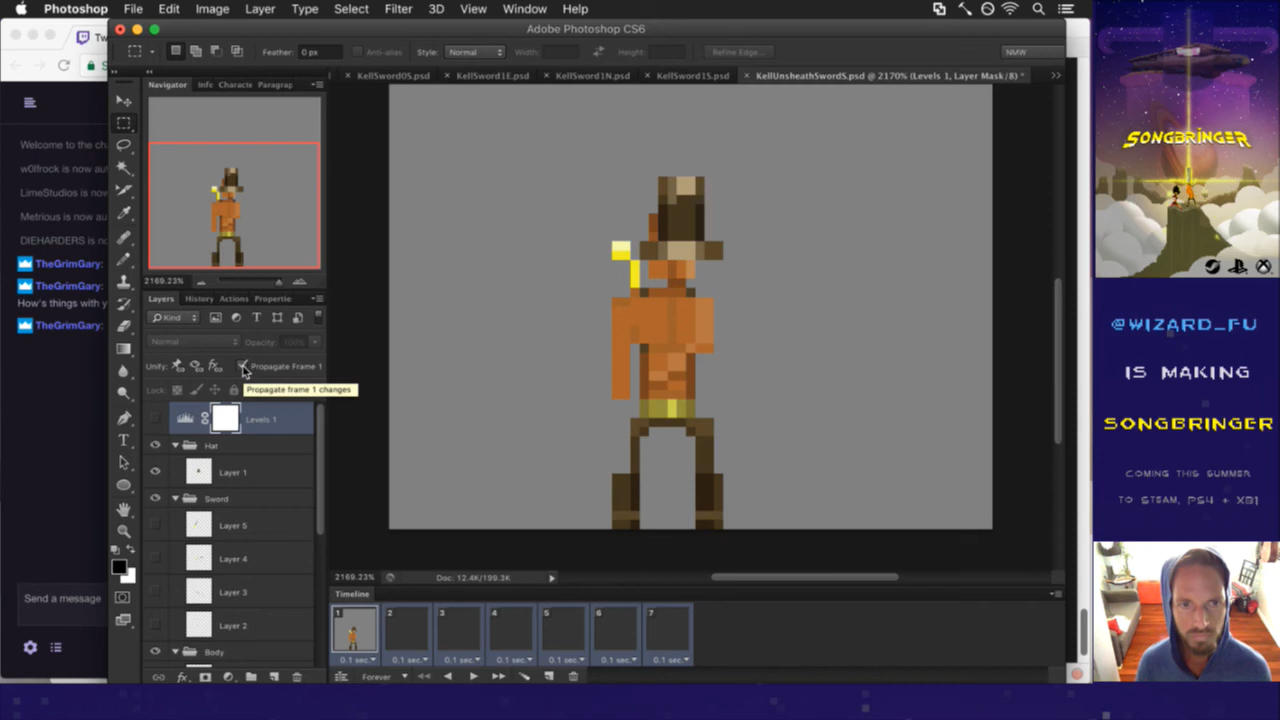 Photoshop File Edit Image Layer Type Select Filter 3D View Window Help
Adobe Photoshop CS6
Feather: 0 px Anti-alias Style: Normal Width: Height: Refine Edge... NMW
KellSword0S.psd × KellSword1E.psd × KellSword1N.psd × KellSword1S.psd × KellUnsheathSwordS.psd @ 2170% (Levels 1, Layer Mask/8) *
Navigator Info Characte Paragrap
2169.23%
Layers History Actions Propertie
Kind
Normal Opacity: 100%
Unify: Propagate Frame 1
Propagate frame 1 changes
Lock:
Levels 1
Hat
Layer 1
Sword
Layer 5
Layer 4
Layer 3
Layer 2
Body
2169.23% Doc: 12.4K/199.3K
Timeline
1 2 3 4 5 6 7
0.1 sec. 0.1 sec. 0.1 sec. 0.1 sec. 0.1 sec. 0.1 sec. 0.1 sec.
Forever
Tw
S
Welcome to the cha
w0lfrock is now aut
LimeStudios is now
Metrious is now au
DIEHARDERS is no
TheGrimGary:
TheGrimGary:
How's things with y
TheGrimGary:
Send a message
SONGBRINGER
@WIZARD_FU
IS MAKING
SONGBRINGER
COMING THIS SUMMER
TO STEAM, PS4 + XB1